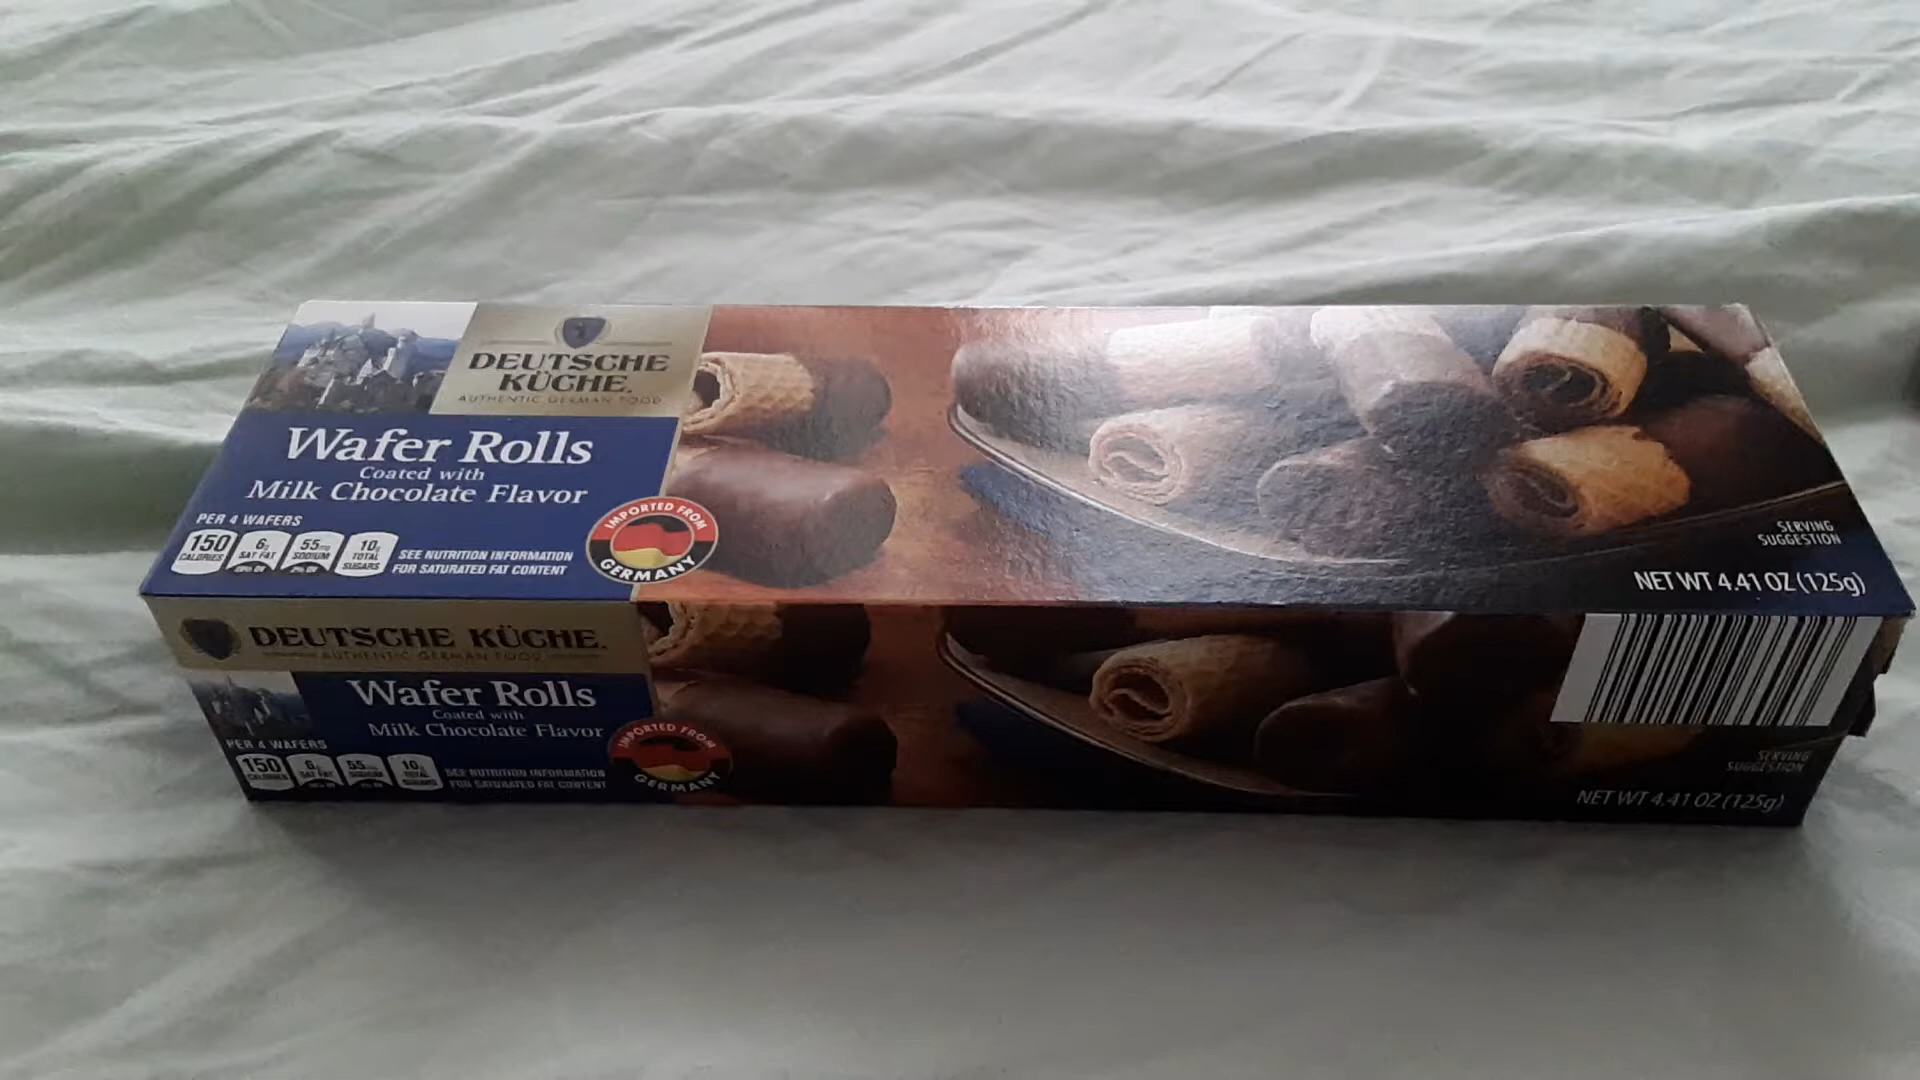 DEUTSCHE
KÜCHE.
AUTHENTIC GERMAN FOOD
Wafer Rolls
Coated with
Milk Chocolate Flavor
PER 4 WAFERS
150
CALORIES
6g
SAT FAT
55mg
SODIUM
2% DV
10g
TOTAL
SUGARS
SEE NUTRITION INFORMATION
FOR SATURATED FAT CONTENT
IMPORTED FROM
GERMANY
SERVING
SUGGESTION
NET WT 4.41 OZ (125g)
DEUTSCHE KÜCHE.
AUTHENTIC GERMAN FOOD
Wafer Rolls
Coated with
Milk Chocolate Flavor
PER 4 WAFERS
150
CALORIES
6g
SAT FAT
55mg
SODIUM
10g
TOTAL
SUGARS
SEE NUTRITION INFORMATION
FOR SATURATED FAT CONTENT
IMPORTED FROM
GERMANY
SERVING
SUGGESTION
NET WT 4.41 OZ (125g)